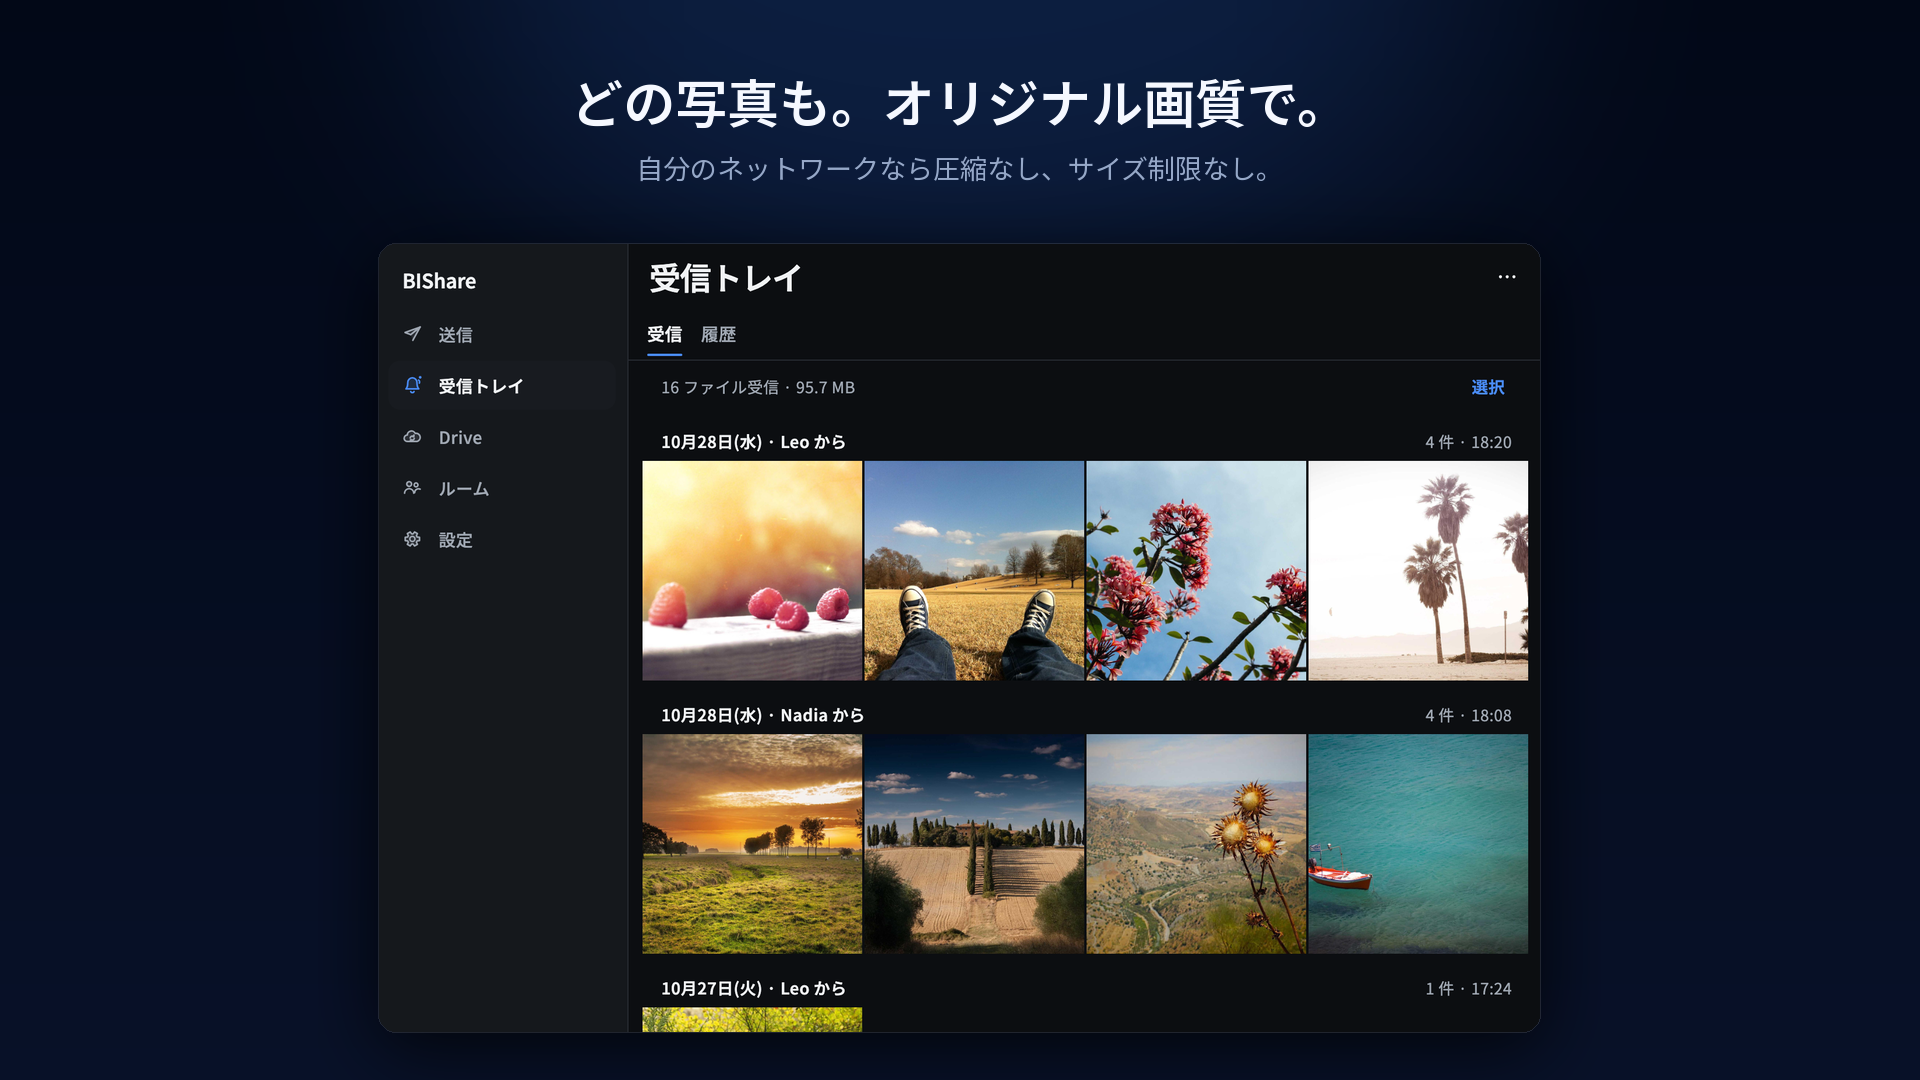 どの写真も。オリジナル画質で。
自分のネットワークなら圧縮なし、サイズ制限なし。
BIShare
送信
受信トレイ
Drive
ルーム
設定
受信トレイ
受信 履歴
16 ファイル受信 · 95.7 MB 選択
10月28日(水) · Leo から 4 件 · 18:20
10月28日(水) · Nadia から 4 件 · 18:08
10月27日(火) · Leo から 1 件 · 17:24